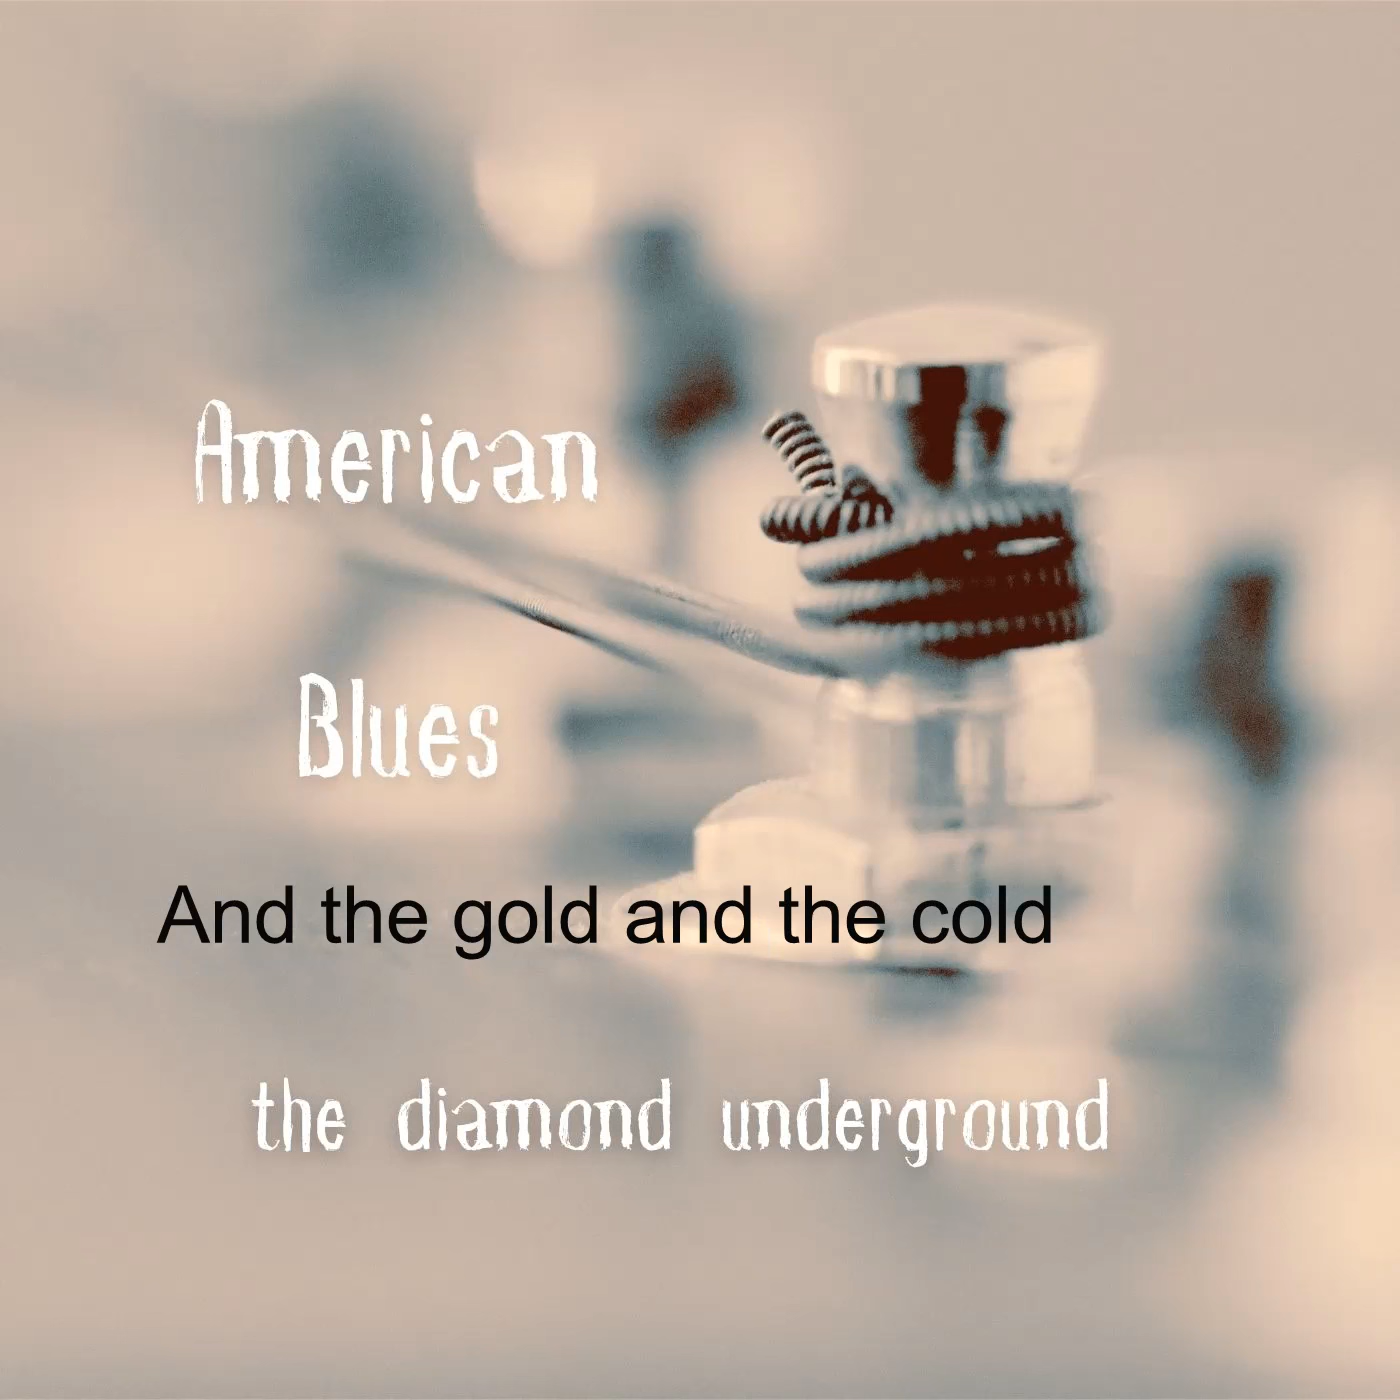 American
Blues
And the gold and the cold
the diamond underground